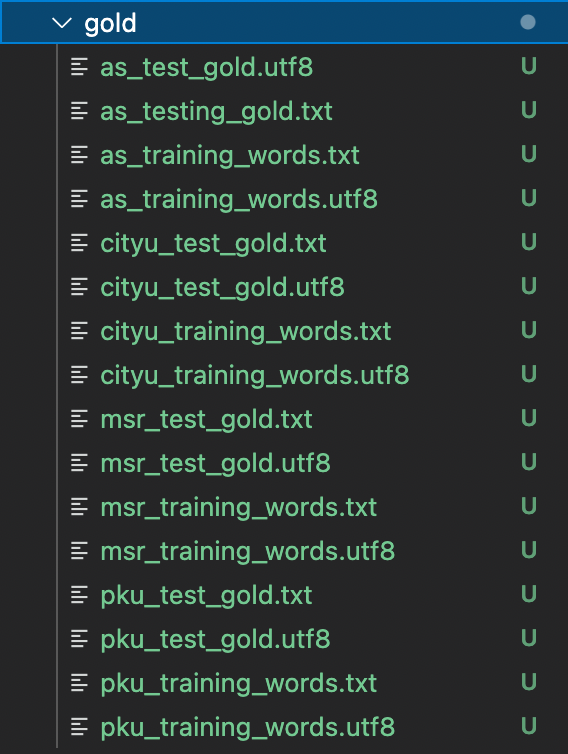 gold
as_test_gold.utf8 U
as_testing_gold.txt U
as_training_words.txt U
as_training_words.utf8 U
cityu_test_gold.txt U
cityu_test_gold.utf8 U
cityu_training_words.txt U
cityu_training_words.utf8 U
msr_test_gold.txt U
msr_test_gold.utf8 U
msr_training_words.txt U
msr_training_words.utf8 U
pku_test_gold.txt U
pku_test_gold.utf8 U
pku_training_words.txt U
pku_training_words.utf8 U